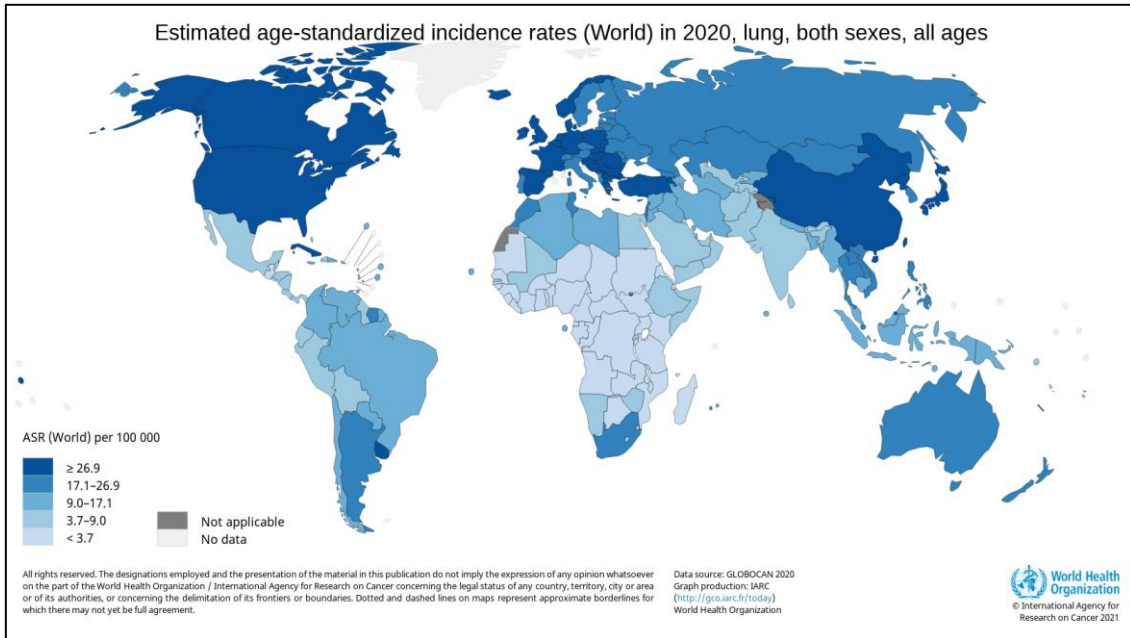 Estimated age-standardized incidence rates (World) in 2020, lung, both sexes, all ages
ASR (World) per 100 000
≥ 26.9
17.1–26.9
9.0–17.1
3.7–9.0
< 3.7
Not applicable
No data
All rights reserved. The designations employed and the presentation of the material in this publication do not imply the expression of any opinion whatsoever
on the part of the World Health Organization / International Agency for Research on Cancer concerning the legal status of any country, territory, city or area
or of its authorities, or concerning the delimitation of its frontiers or boundaries. Dotted and dashed lines on maps represent approximate borderlines for
which there may not yet be full agreement.
Data source: GLOBOCAN 2020
Graph production: IARC
(http://gco.iarc.fr/today)
World Health Organization
World Health
Organization
© International Agency for
Research on Cancer 2021